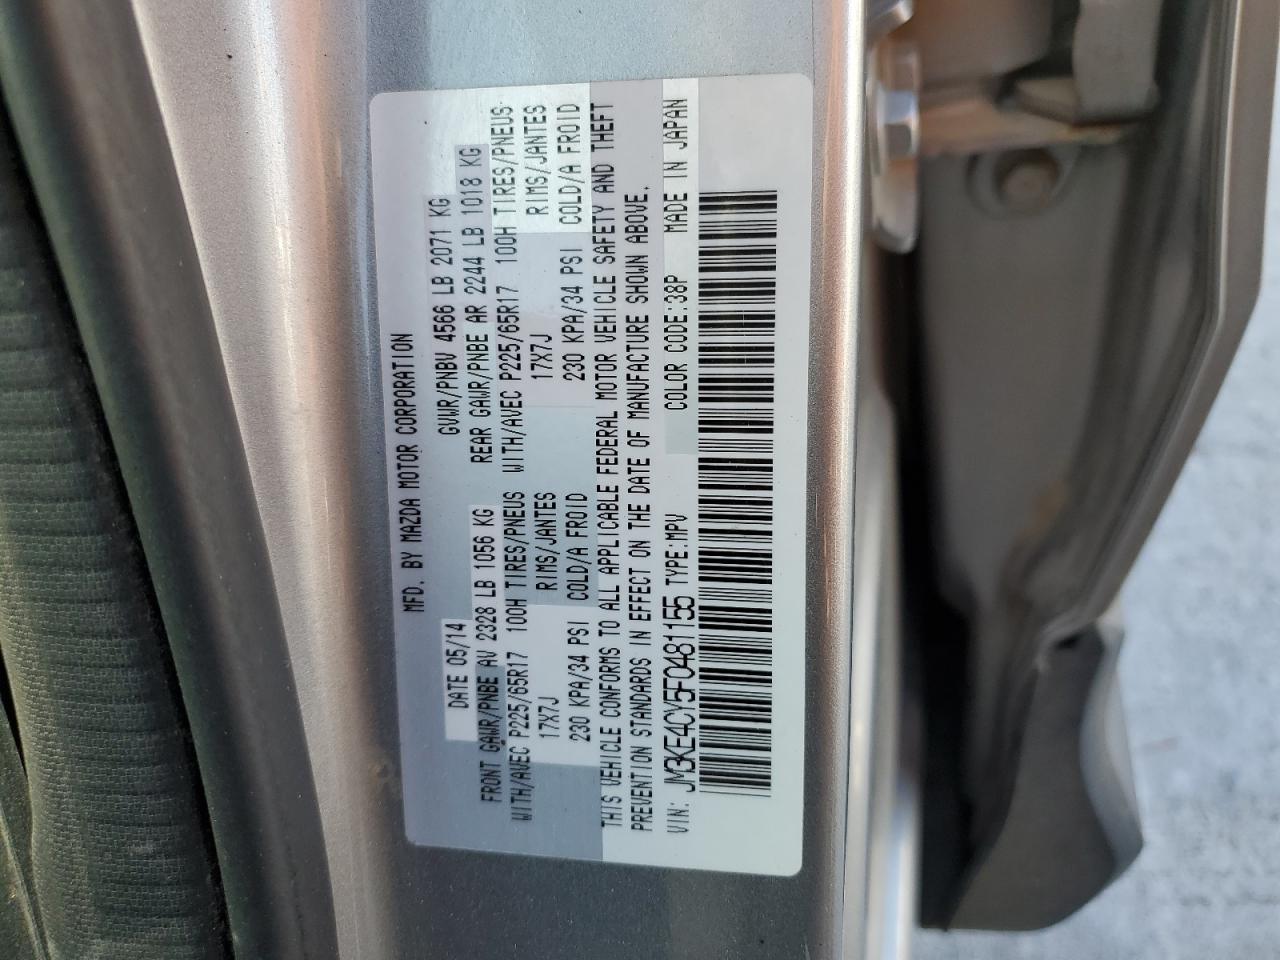 MFD. BY MAZDA MOTOR CORPORATION
DATE 05/14 GVWR/PNBV 4566 LB 2071 KG
FRONT GAWR/PNBE AV 2328 LB 1056 KG REAR GAWR/PNBE AR 2244 LB 1018 KG
WITH/AVEC P225/65R17 100H TIRES/PNEUS WITH/AVEC P225/65R17 100H TIRES/PNEUS
17X7J RIMS/JANTES 17X7J RIMS/JANTES
230 KPA/34 PSI COLD/A FROID 230 KPA/34 PSI COLD/A FROID
THIS VEHICLE CONFORMS TO ALL APPLICABLE FEDERAL MOTOR VEHICLE SAFETY AND THEFT
PREVENTION STANDARDS IN EFFECT ON THE DATE OF MANUFACTURE SHOWN ABOVE.
VIN: JM3KE4CY5F0481155 TYPE:MPV COLOR CODE:38P MADE IN JAPAN